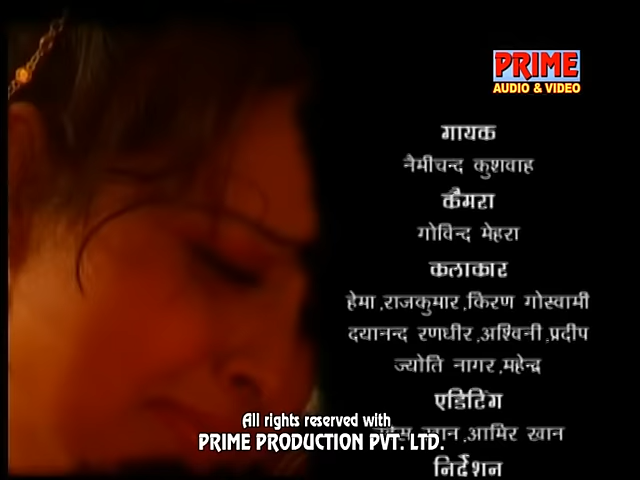 PRIME
AUDIO & VIDEO
गायक
नैमीचन्द कुशवाह
कैमरा
गोविन्द मेहरा
कलाकार
हेमा ,राजकुमार ,किरण गोस्वामी
दयानन्द रणधीर ,अश्विनी ,प्रदीप
ज्योति नागर ,महेन्द्र
एडिटिंग
खान ,आमिर खान
निर्देशन
All rights reserved with
PRIME PRODUCTION PVT. LTD.